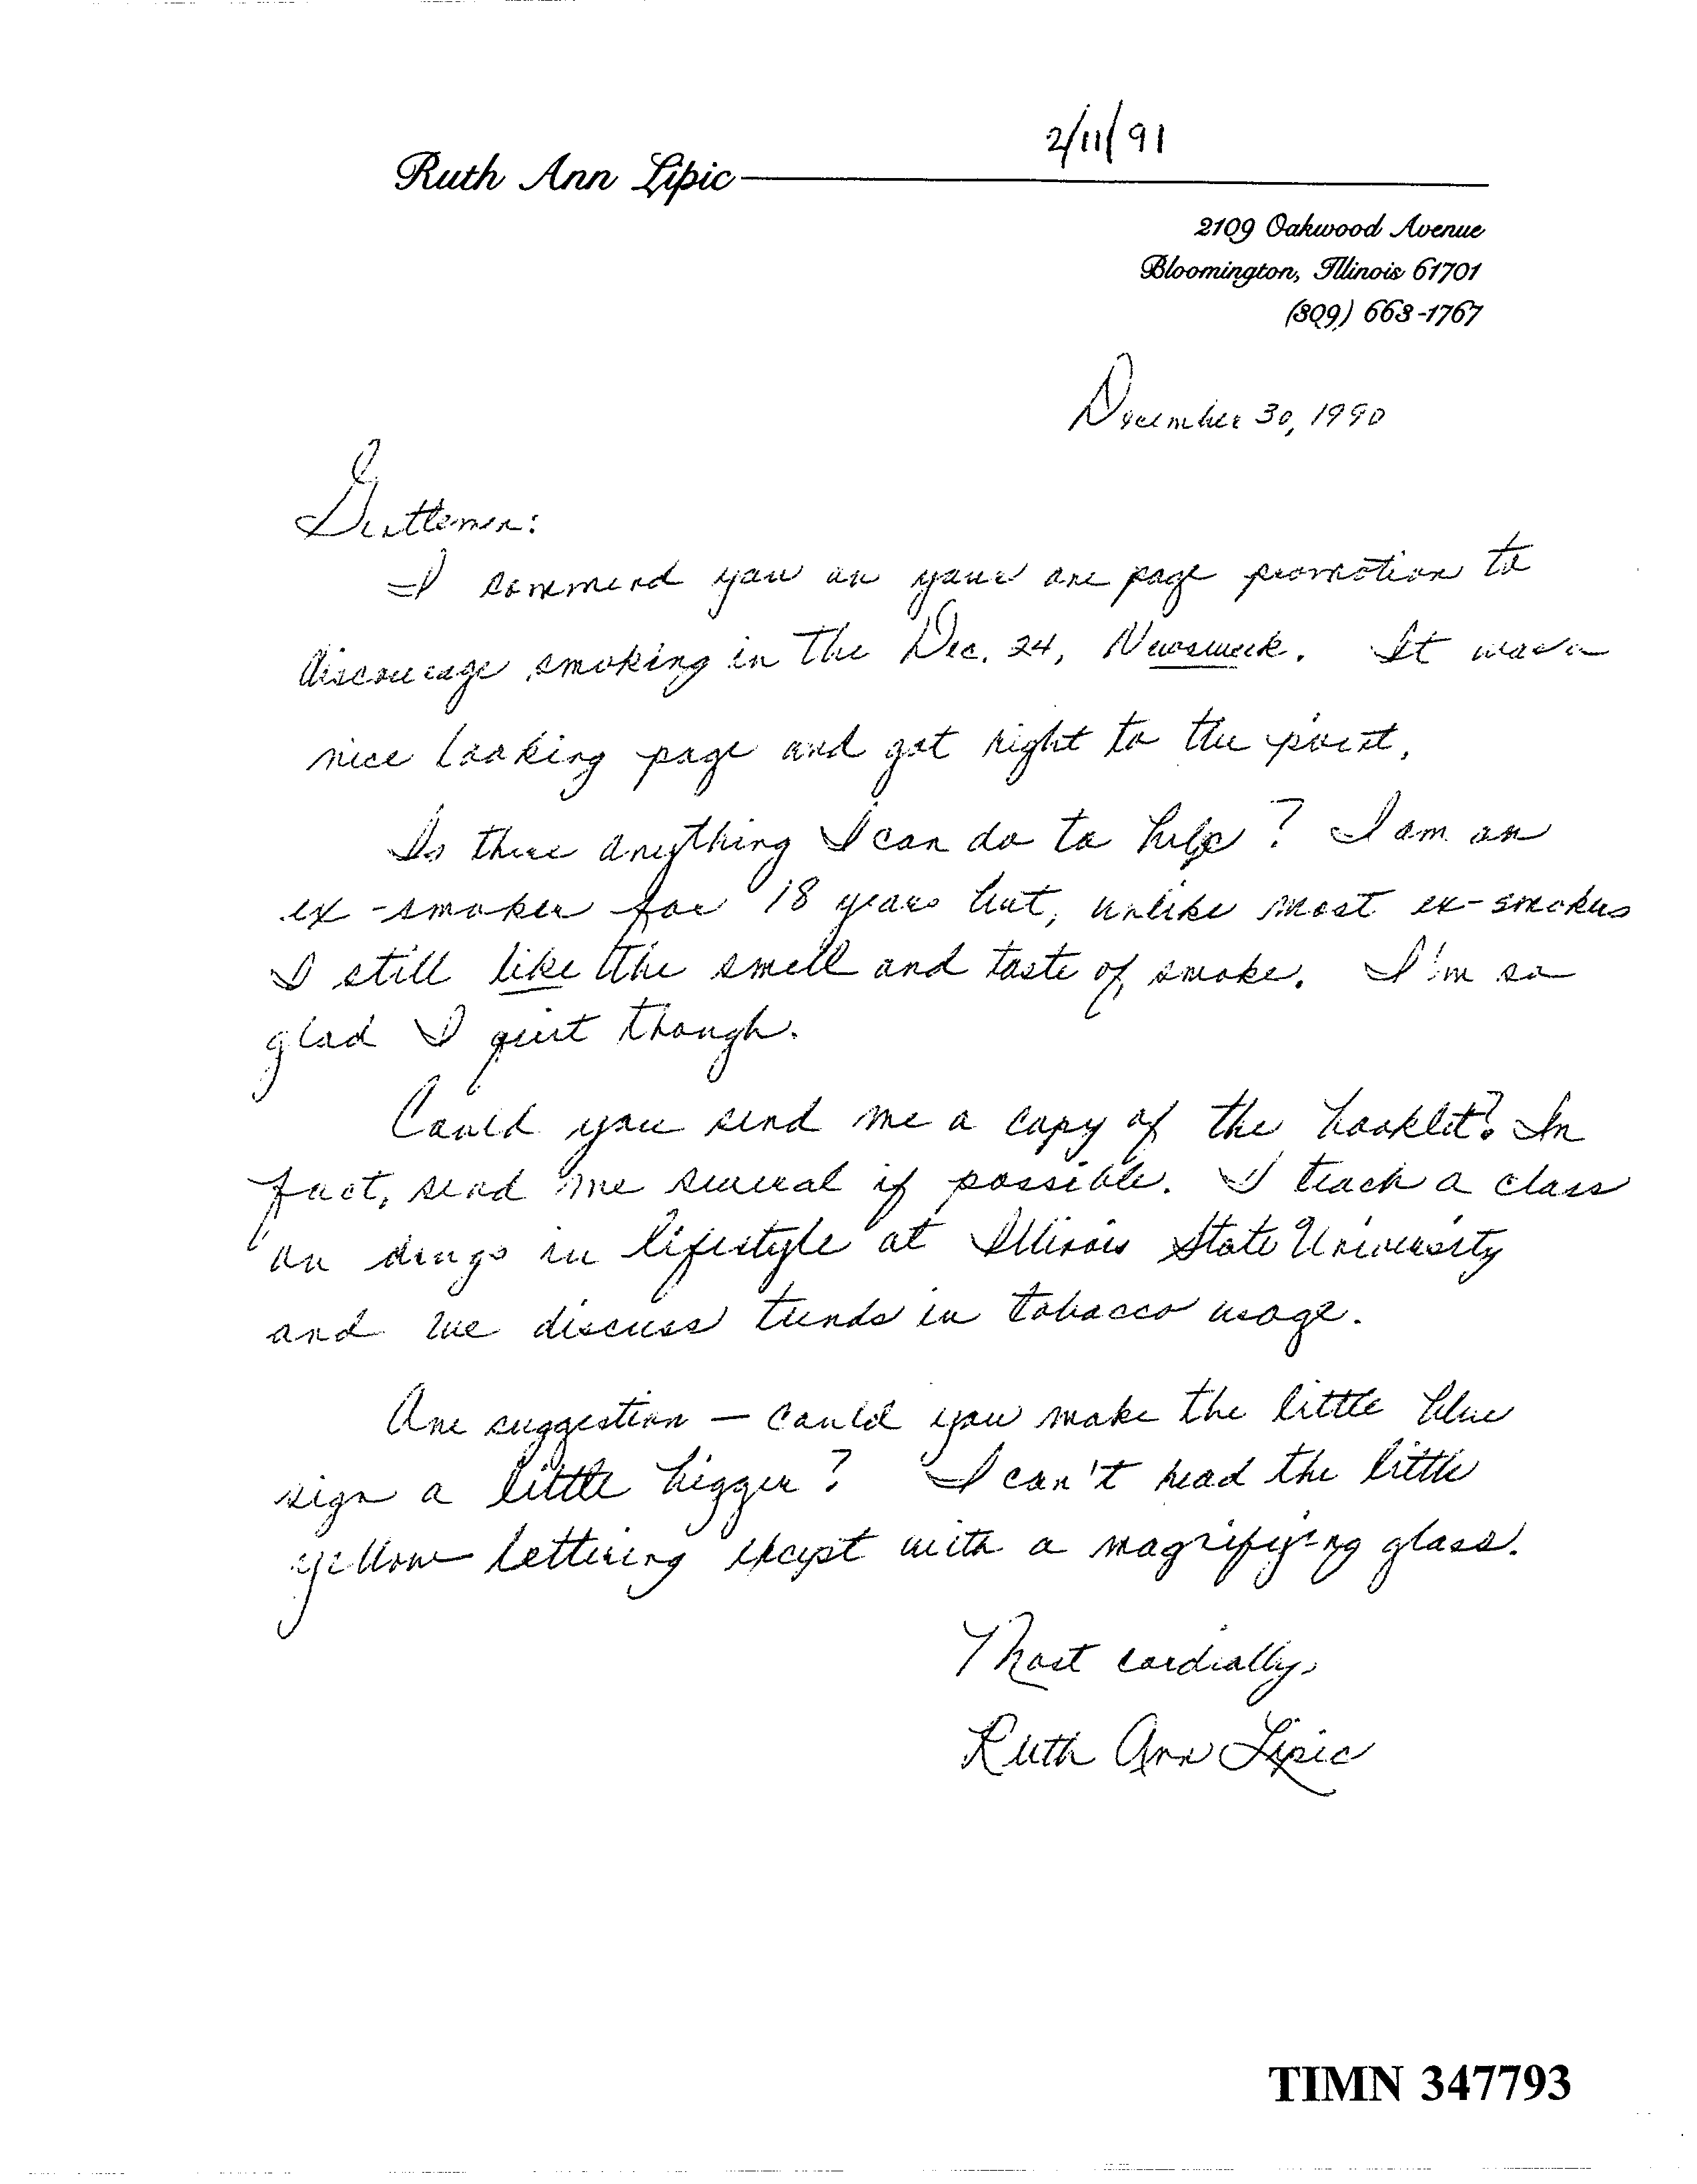 2/11/91
Ruth Ann Lipic
2109 Oakwood Avenue
Bloomington, Illinois 61701
(309) 663-1767
December 30, 1990
Gentlemen:
I commend you on your one page promotion to
discourage smoking in the Dec. 24, Newsweek. It was a
nice looking page and got right to the point.
Is there anything I can do to help? I am an
ex-smoker for 18 years but, unlike most ex-smokers
I still like the smell and taste of smoke. I'm so
glad I quit though.
Could you send me a copy of the booklet? In
fact, send me several if possible. I teach a class
on drugs in lifestyle at Illinois State University
and we discuss trends in tobacco usage.
One suggestion - could you make the little blue
sign a little bigger? I can't read the little
yellow lettering except with a magnifying glass.
Most cordially,
Ruth Ann Lipic
TIMN 347793